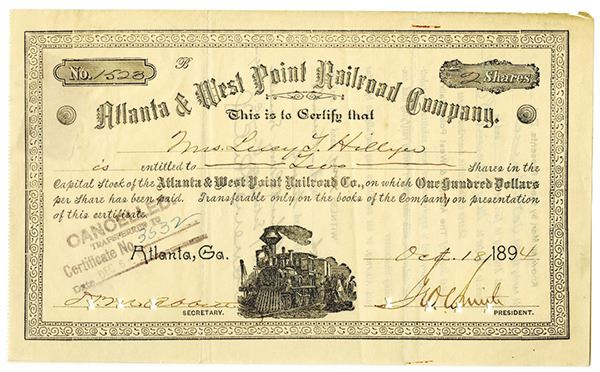 No. 1523
B
2 Shares
Atlanta & West Point Railroad Company.
This is to Certify that
Mrs. Lucy T. Hillyer
is entitled to Two Shares in the
Capital Stock of the Atlanta & West Point Railroad Co., on which One Hundred Dollars
per Share has been paid. Transferable only on the books of the Company on presentation
of this certificate.
CANCELLED
TRANSFERRED TO
Certificate No.
Date DEC
Atlanta, Ga. Oct 18, 1894
SECRETARY. PRESIDENT.